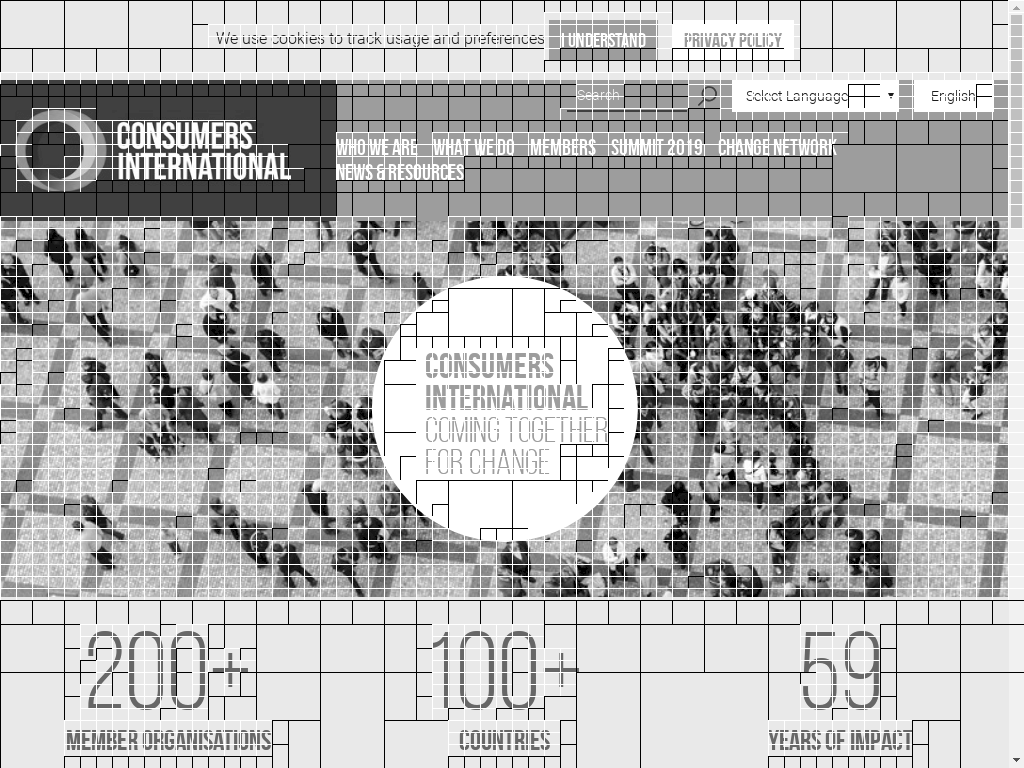 We use cookies to track usage and preferences
I UNDERSTAND
PRIVACY POLICY
Search
Select Language
English
CONSUMERS
INTERNATIONAL
WHO WE ARE
WHAT WE DO
MEMBERS
SUMMIT 2019
CHANGE NETWORK
NEWS & RESOURCES
CONSUMERS
INTERNATIONAL
COMING TOGETHER
FOR CHANGE
200+
100+
59
MEMBER ORGANISATIONS
COUNTRIES
YEARS OF IMPACT